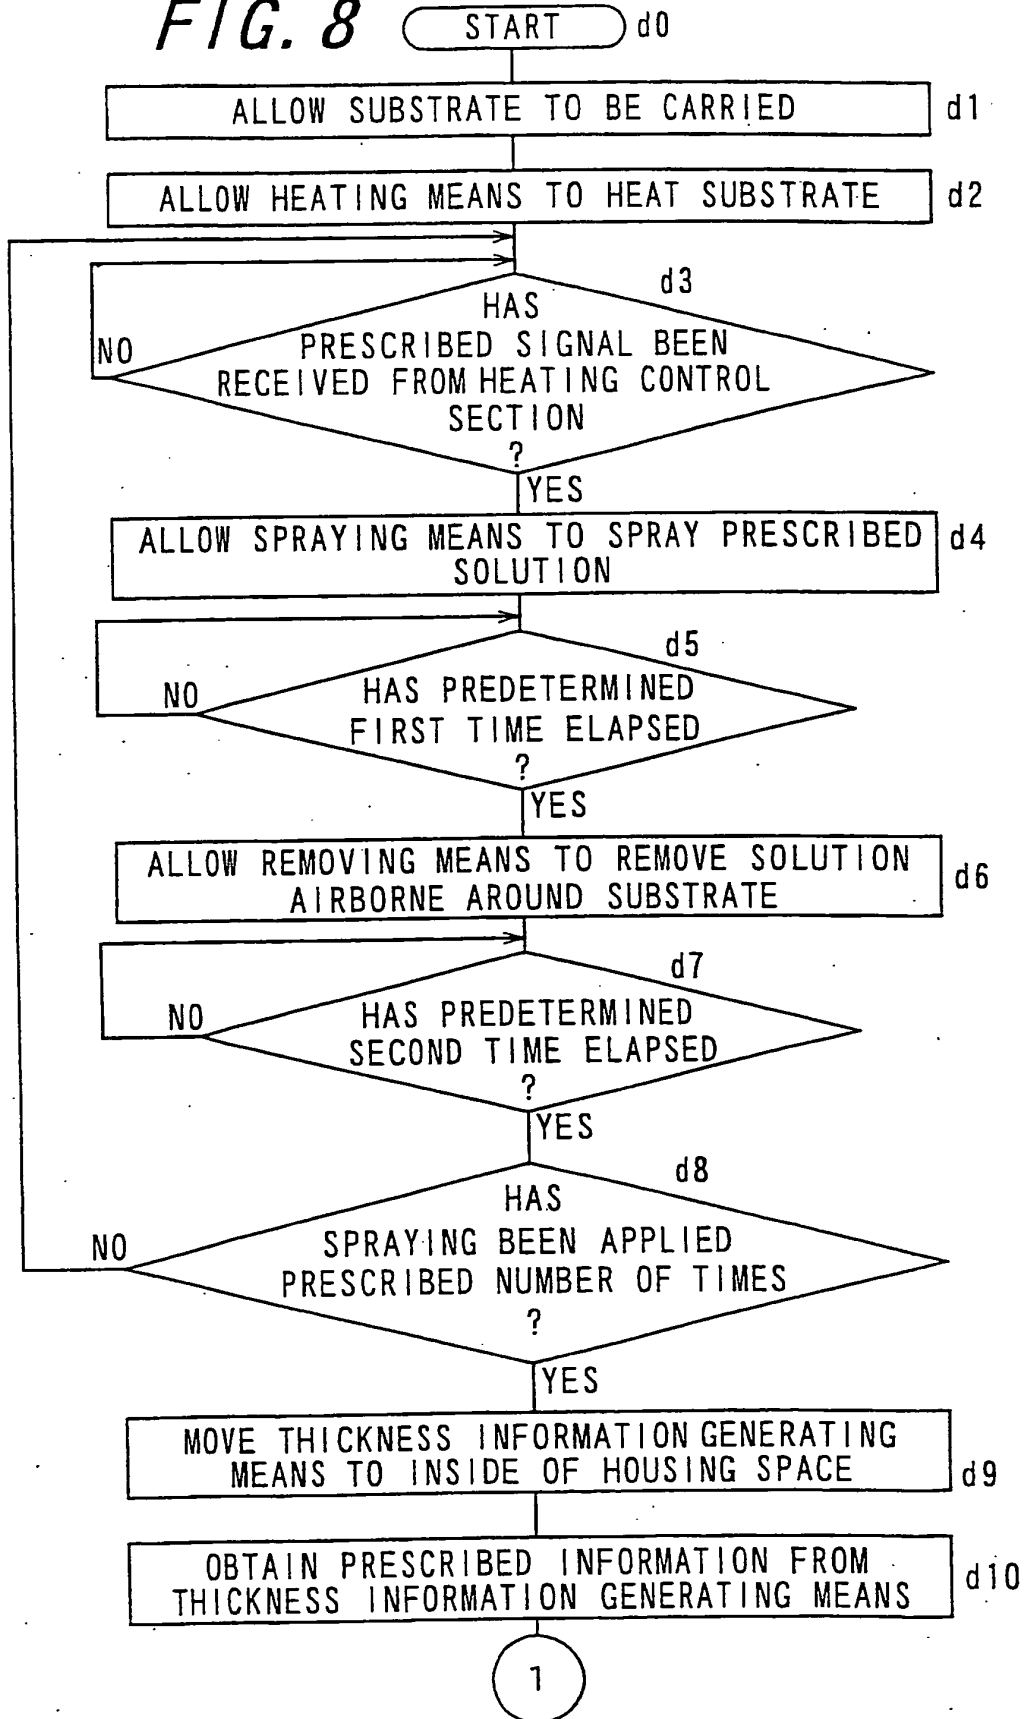 FIG. 8
START d0
ALLOW SUBSTRATE TO BE CARRIED d1
ALLOW HEATING MEANS TO HEAT SUBSTRATE d2
d3
HAS
PRESCRIBED SIGNAL BEEN
NO
RECEIVED FROM HEATING CONTROL
SECTION
?
YES
ALLOW SPRAYING MEANS TO SPRAY PRESCRIBED d4
SOLUTION
d5
NO HAS PREDETERMINED
FIRST TIME ELAPSED
?
YES
ALLOW REMOVING MEANS TO REMOVE SOLUTION
AIRBORNE AROUND SUBSTRATE d6
d7
NO HAS PREDETERMINED
SECOND TIME ELAPSED
?
YES
d8
HAS
NO SPRAYING BEEN APPLIED
PRESCRIBED NUMBER OF TIMES
?
YES
MOVE THICKNESS INFORMATION GENERATING
MEANS TO INSIDE OF HOUSING SPACE d9
OBTAIN PRESCRIBED INFORMATION FROM
THICKNESS INFORMATION GENERATING MEANS d10
1